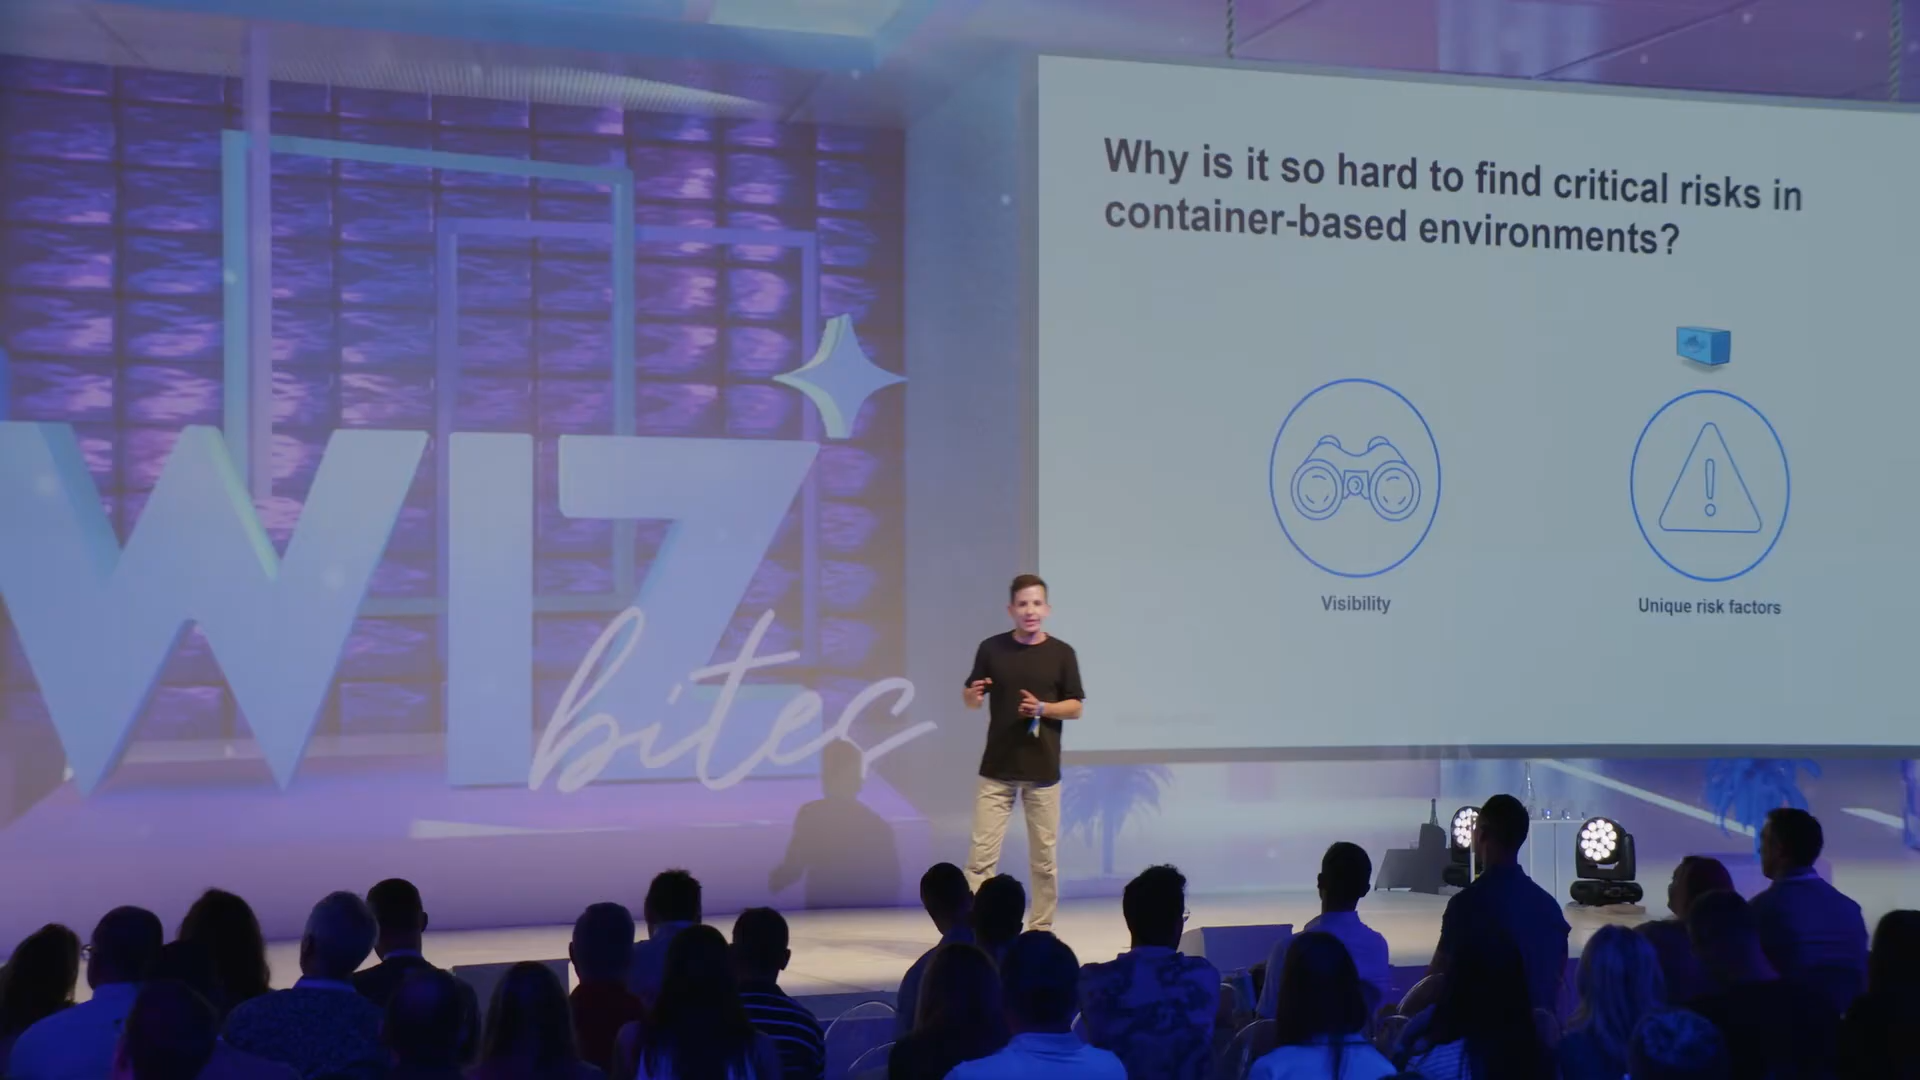 WIZ
bites
Why is it so hard to find critical risks in
container-based environments?
Visibility
Unique risk factors